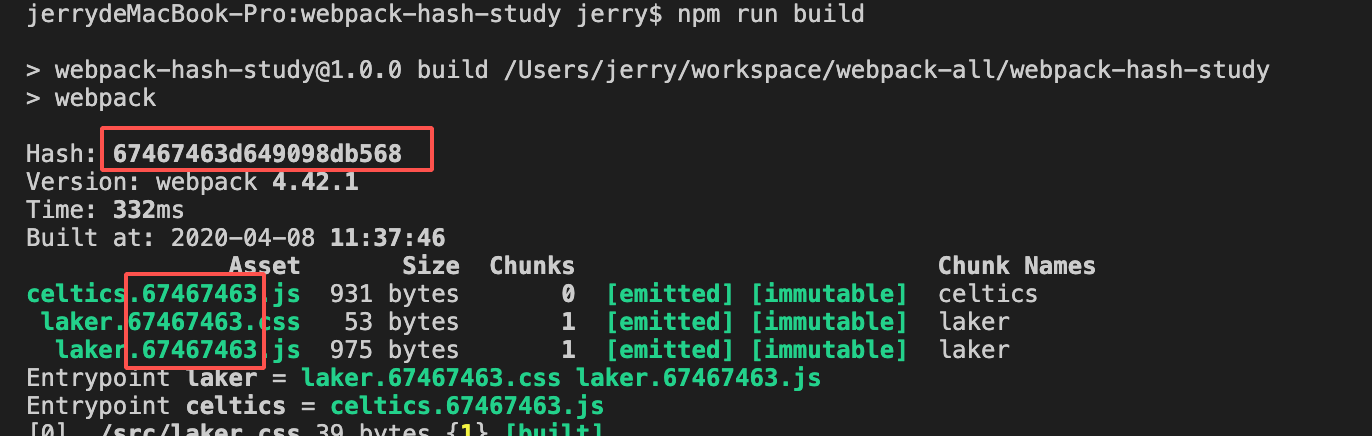 jerrydeMacBook-Pro:webpack-hash-study jerry$ npm run build
> webpack-hash-study@1.0.0 build /Users/jerry/workspace/webpack-all/webpack-hash-study
> webpack
Hash: 67467463d649098db568
Version: webpack 4.42.1
Time: 332ms
Built at: 2020-04-08 11:37:46
Asset Size Chunks Chunk Names
celtics.67467463.js 931 bytes 0 [emitted] [immutable] celtics
laker.67467463.css 53 bytes 1 [emitted] [immutable] laker
laker.67467463.js 975 bytes 1 [emitted] [immutable] laker
Entrypoint laker = laker.67467463.css laker.67467463.js
Entrypoint celtics = celtics.67467463.js
[0] ./src/laker.css 39 bytes {1} [built]